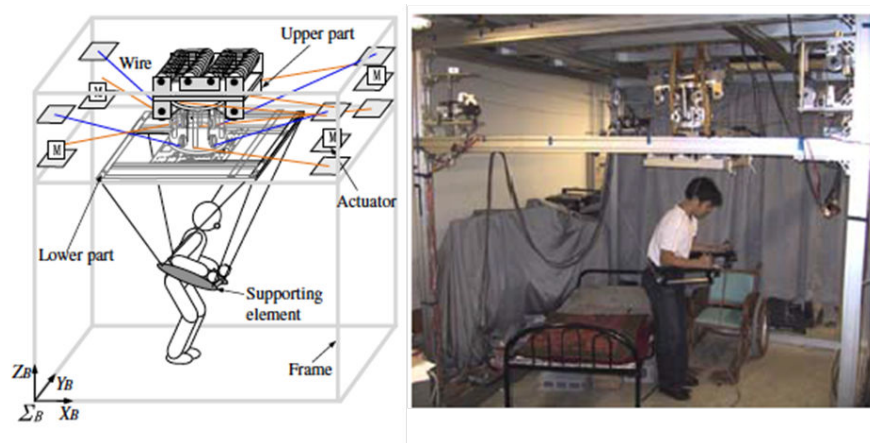 Upper part
Wire
M
M
M
M
M
Actuator
Lower part
Supporting
element
Frame
ZB
YB
ΣB
XB